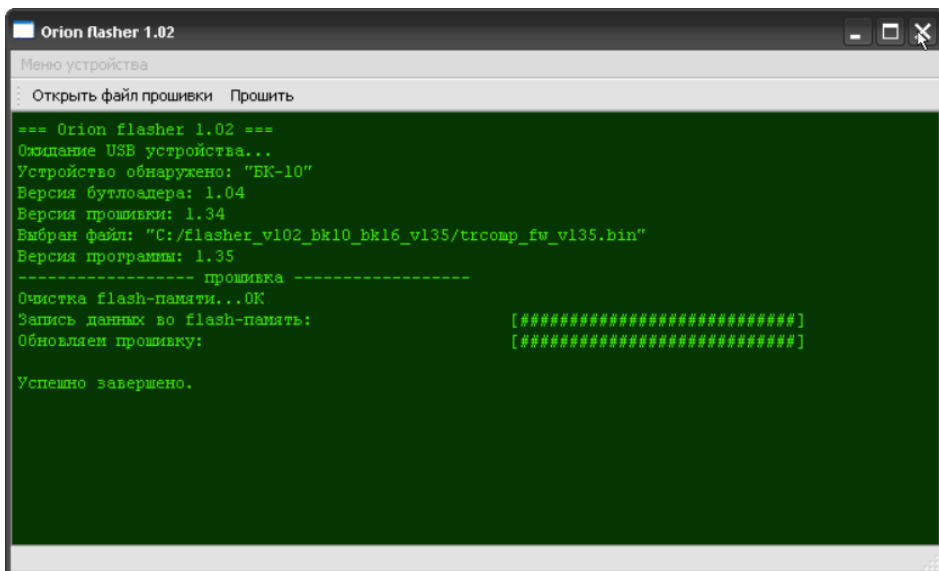 Orion flasher 1.02
Меню устройства
Открыть файл прошивки Прошить
=== Orion flasher 1.02 ===
Ожидание USB устройства...
Устройство обнаружено: "БК-10"
Версия бутлоадера: 1.04
Версия прошивки: 1.34
Выбран файл: "C:/flasher_v102_bk10_bk16_v135/trcomp_fw_v135.bin"
Версия программы: 1.35
------------------ прошивка ------------------
Очистка flash-памяти...OK
Запись данных во flash-память: [############################]
Обновляем прошивку: [############################]
Успешно завершено.